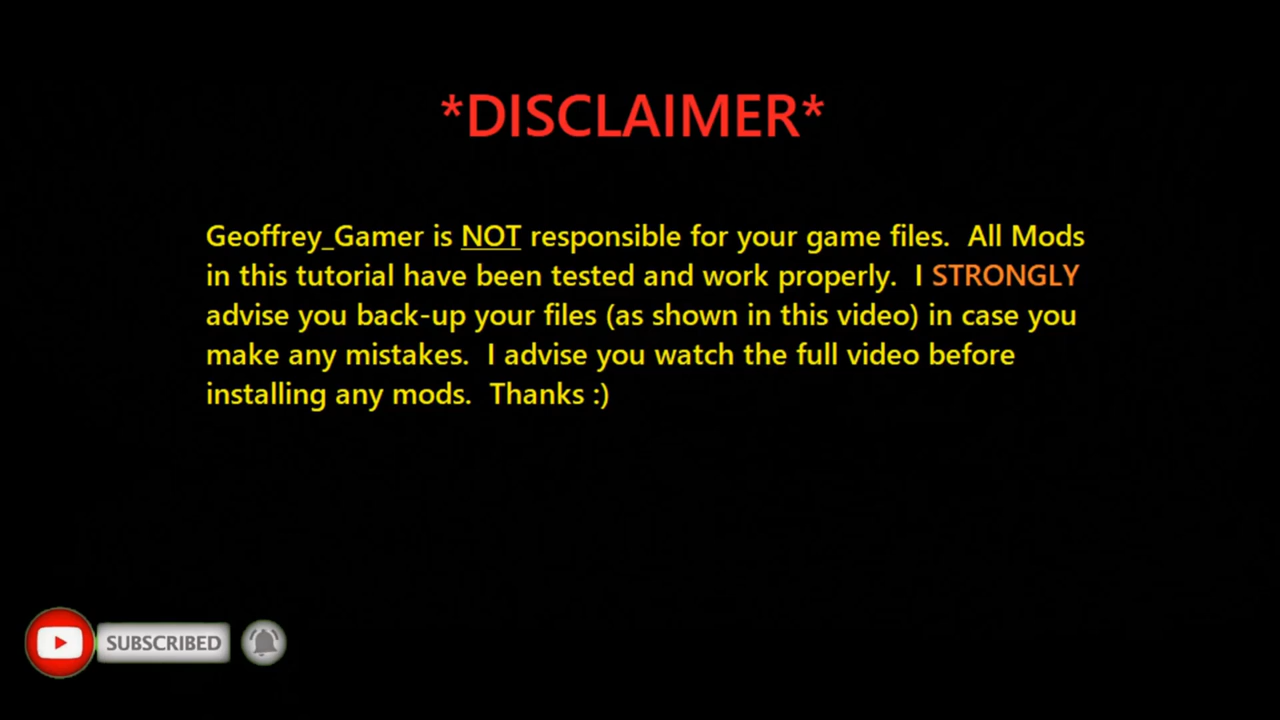 *DISCLAIMER*
Geoffrey_Gamer is NOT responsible for your game files.  All Mods
in this tutorial have been tested and work properly.  I STRONGLY
advise you back-up your files (as shown in this video) in case you
make any mistakes.  I advise you watch the full video before
installing any mods.  Thanks :)
SUBSCRIBED